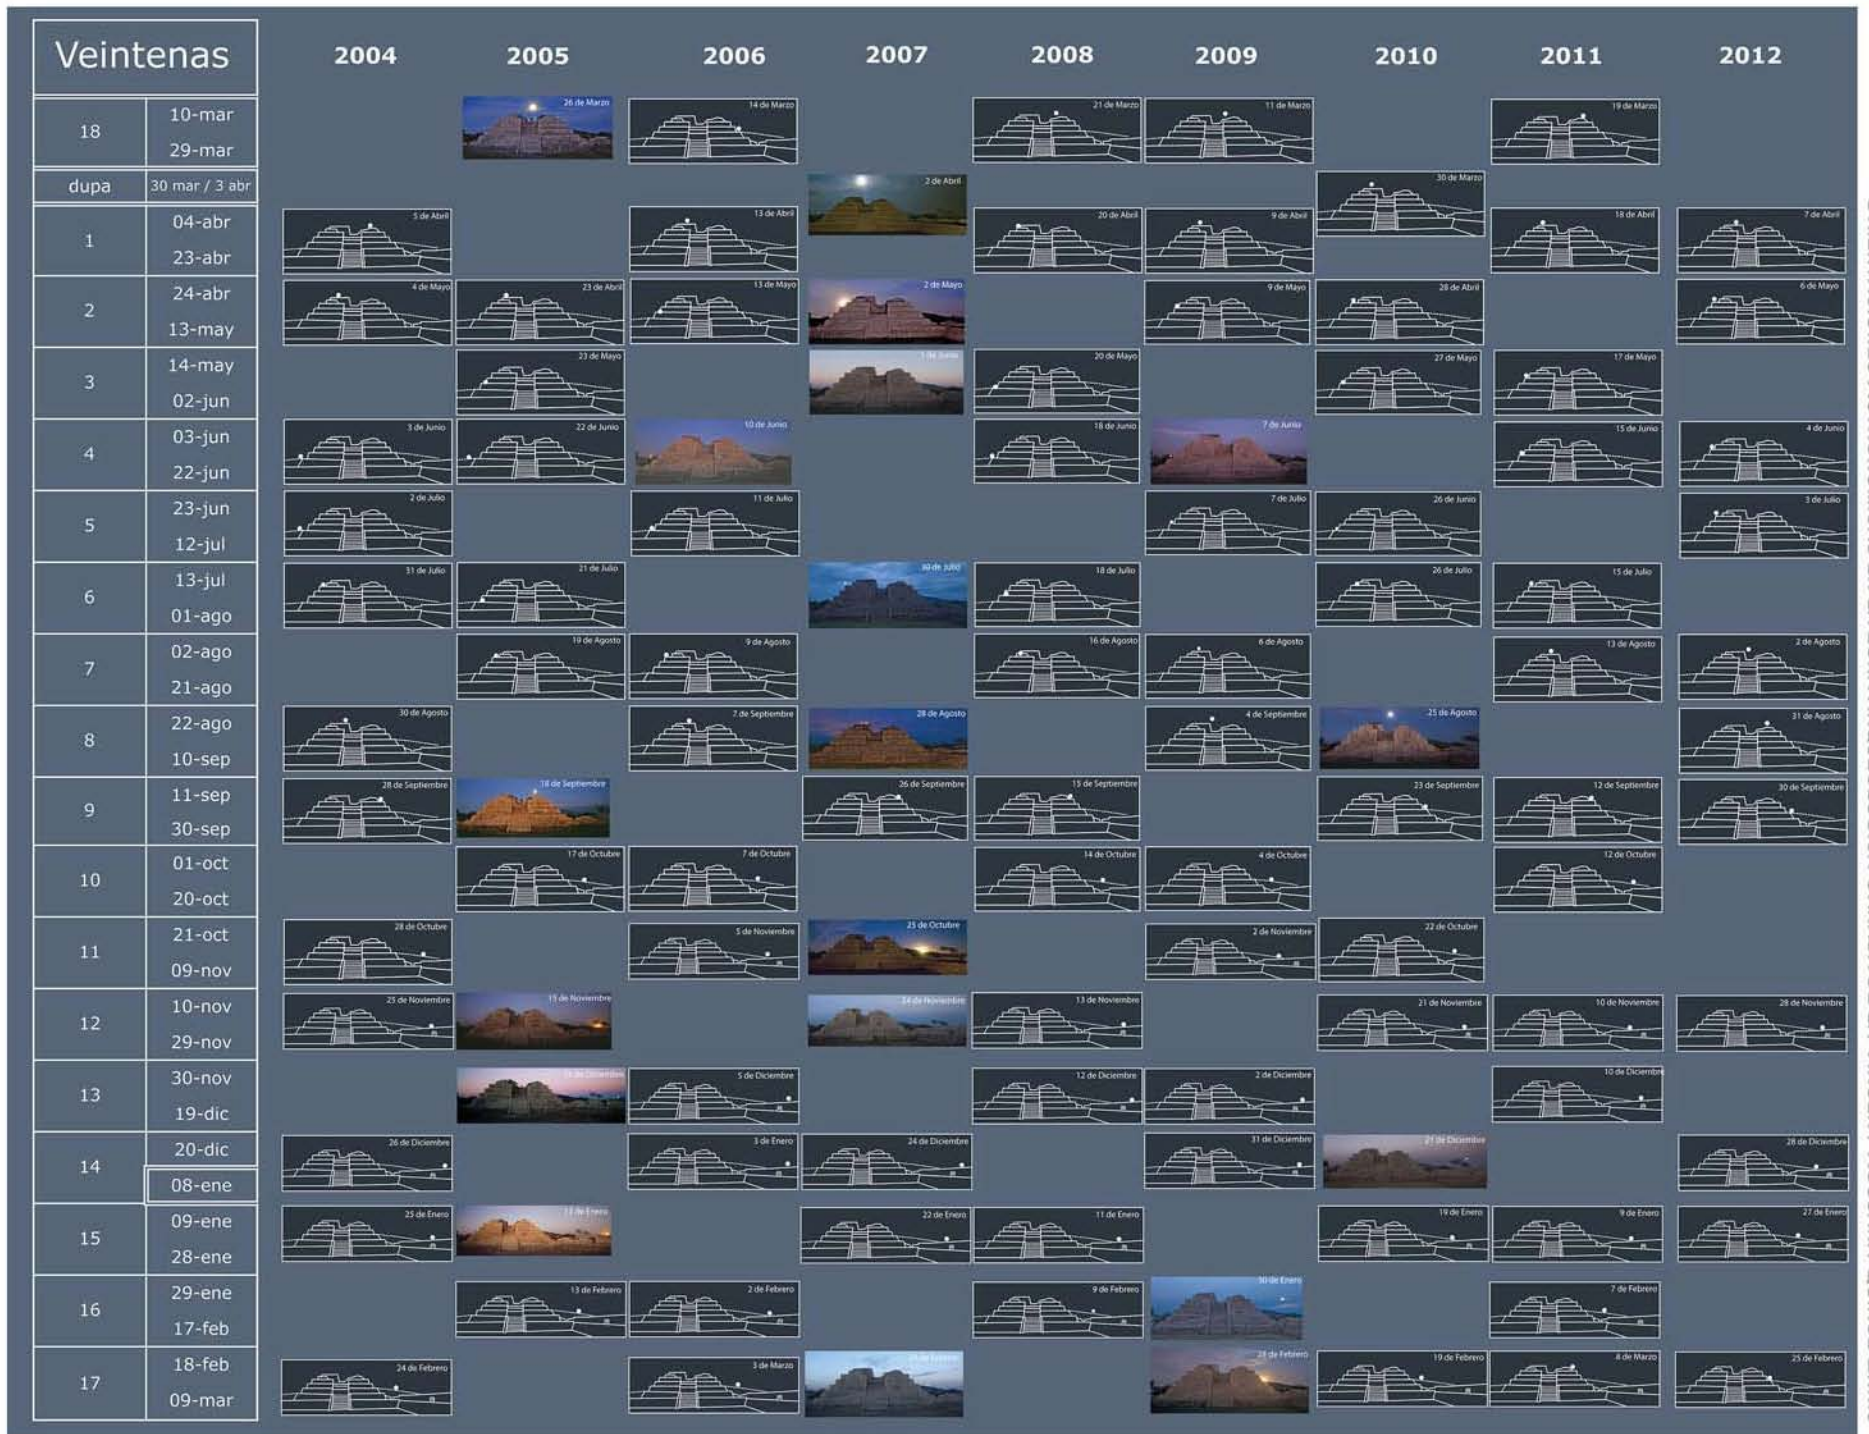 Veintenas 2004 2005 2006 2007 2008 2009 2010 2011 2012
18 10-mar 29-mar
26 de Marzo 14 de Marzo 21 de Marzo 11 de Marzo 19 de Marzo
dupa 30 mar / 3 abr
2 de Abril 30 de Marzo
1 04-abr 23-abr
5 de Abril 13 de Abril 20 de Abril 9 de Abril 18 de Abril 7 de Abril
2 24-abr 13-may
4 de Mayo 23 de Abril 13 de Mayo 2 de Mayo 9 de Mayo 28 de Abril 6 de Mayo
3 14-may 02-jun
23 de Mayo 1 de Junio 20 de Mayo 27 de Mayo 17 de Mayo
4 03-jun 22-jun
3 de Junio 22 de Junio 10 de Junio 18 de Junio 7 de Junio 15 de Junio 4 de Junio
5 23-jun 12-jul
2 de Julio 11 de Julio 7 de Julio 26 de Junio 3 de Julio
6 13-jul 01-ago
31 de Julio 21 de Julio de Julio 18 de Julio 26 de Julio 15 de Julio
7 02-ago 21-ago
19 de Agosto 9 de Agosto 16 de Agosto 6 de Agosto 13 de Agosto 2 de Agosto
8 22-ago 10-sep
30 de Agosto 7 de Septiembre 28 de Agosto 4 de Septiembre 25 de Agosto 31 de Agosto
9 11-sep 30-sep
28 de Septiembre 18 de Septiembre 26 de Septiembre 15 de Septiembre 23 de Septiembre 12 de Septiembre 30 de Septiembre
10 01-oct 20-oct
17 de Octubre 7 de Octubre 14 de Octubre 4 de Octubre 12 de Octubre
11 21-oct 09-nov
28 de Octubre 5 de Noviembre 25 de Octubre 2 de Noviembre 22 de Octubre
12 10-nov 29-nov
25 de Noviembre 15 de Noviembre 24 de Noviembre 13 de Noviembre 21 de Noviembre 10 de Noviembre 28 de Noviembre
13 30-nov 19-dic
de Diciembre 5 de Diciembre 12 de Diciembre 2 de Diciembre 10 de Diciembre
14 20-dic 08-ene
26 de Diciembre 3 de Enero 24 de Diciembre 31 de Diciembre 21 de Diciembre 28 de Diciembre
15 09-ene 28-ene
25 de Enero de Enero 22 de Enero 11 de Enero 19 de Enero 9 de Enero 27 de Enero
16 29-ene 17-feb
13 de Febrero 2 de Febrero 9 de Febrero 30 de Enero 7 de Febrero
17 18-feb 09-mar
24 de Febrero 3 de Marzo de Febrero 28 de Febrero 19 de Febrero 8 de Marzo 25 de Febrero